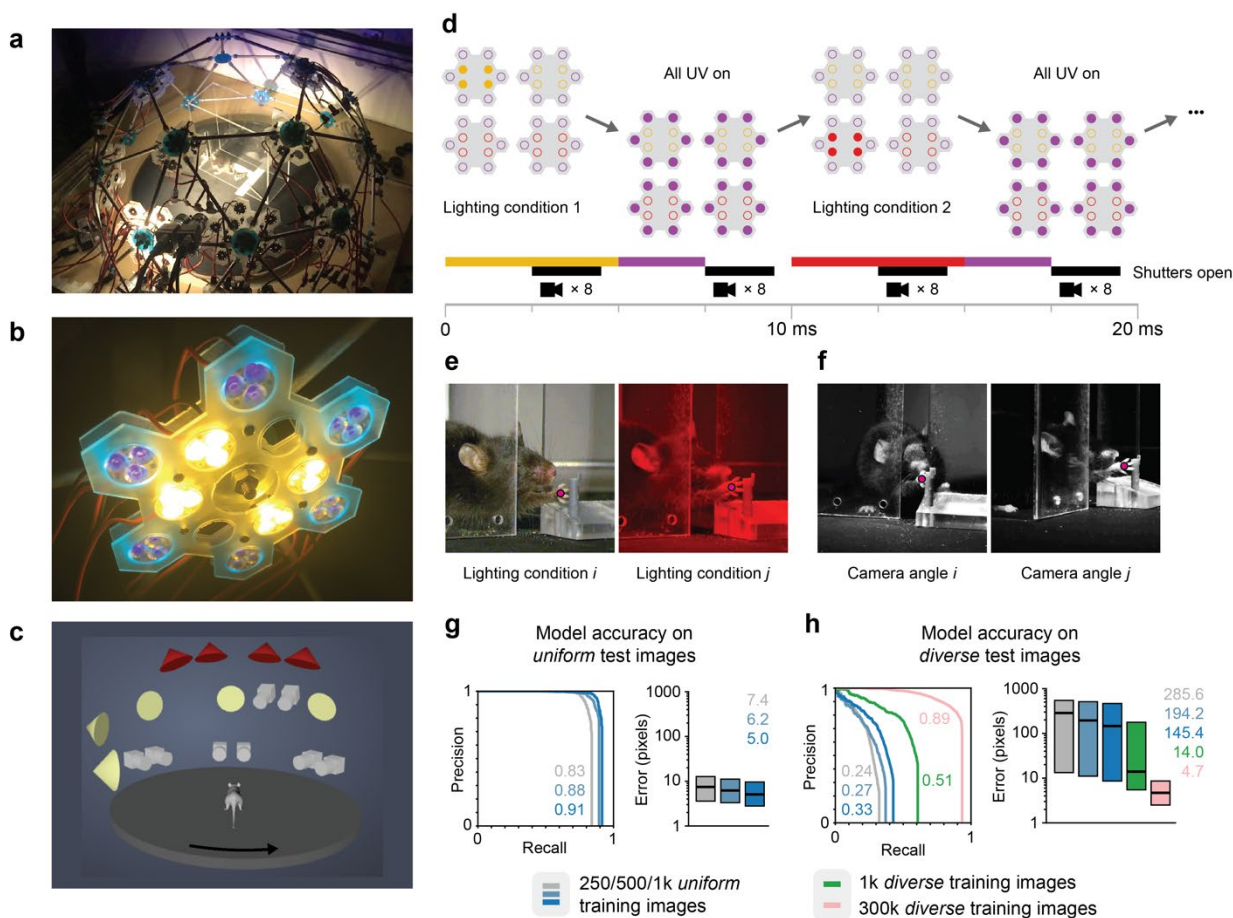 a
b
c
d
All UV on
All UV on
...
Lighting condition 1
Lighting condition 2
Shutters open
× 8
× 8
× 8
× 8
0
10 ms
20 ms
e
Lighting condition i
Lighting condition j
f
Camera angle i
Camera angle j
g
Model accuracy on
uniform test images
1
Precision
0
0
Recall
1
0.83
0.88
0.91
Error (pixels)
1000
100
10
1
7.4
6.2
5.0
250/500/1k uniform
training images
h
Model accuracy on
diverse test images
1
Precision
0
0
Recall
1
0.89
0.51
0.24
0.27
0.33
Error (pixels)
1000
100
10
1
285.6
194.2
145.4
14.0
4.7
1k diverse training images
300k diverse training images